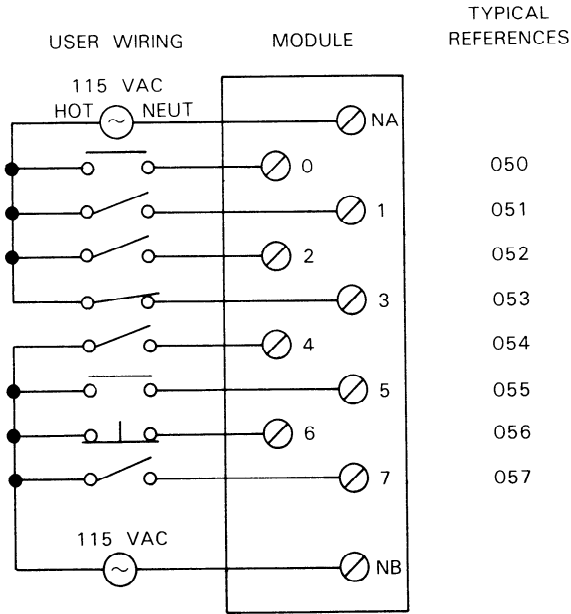 TYPICAL
USER WIRING MODULE REFERENCES
115 VAC
HOT ~ NEUT NA
0 050
1 051
2 052
3 053
4 054
5 055
6 056
7 057
115 VAC
~ NB